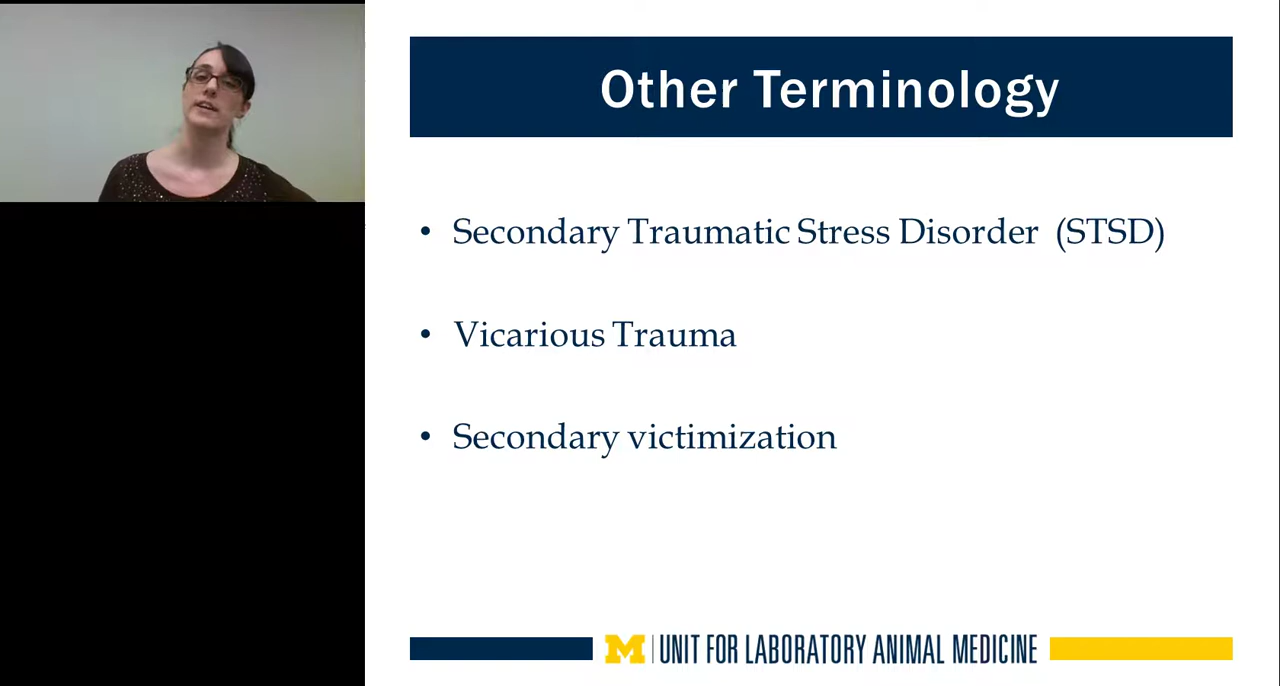 Other Terminology
• Secondary Traumatic Stress Disorder (STSD)
• Vicarious Trauma
• Secondary victimization
M | UNIT FOR LABORATORY ANIMAL MEDICINE